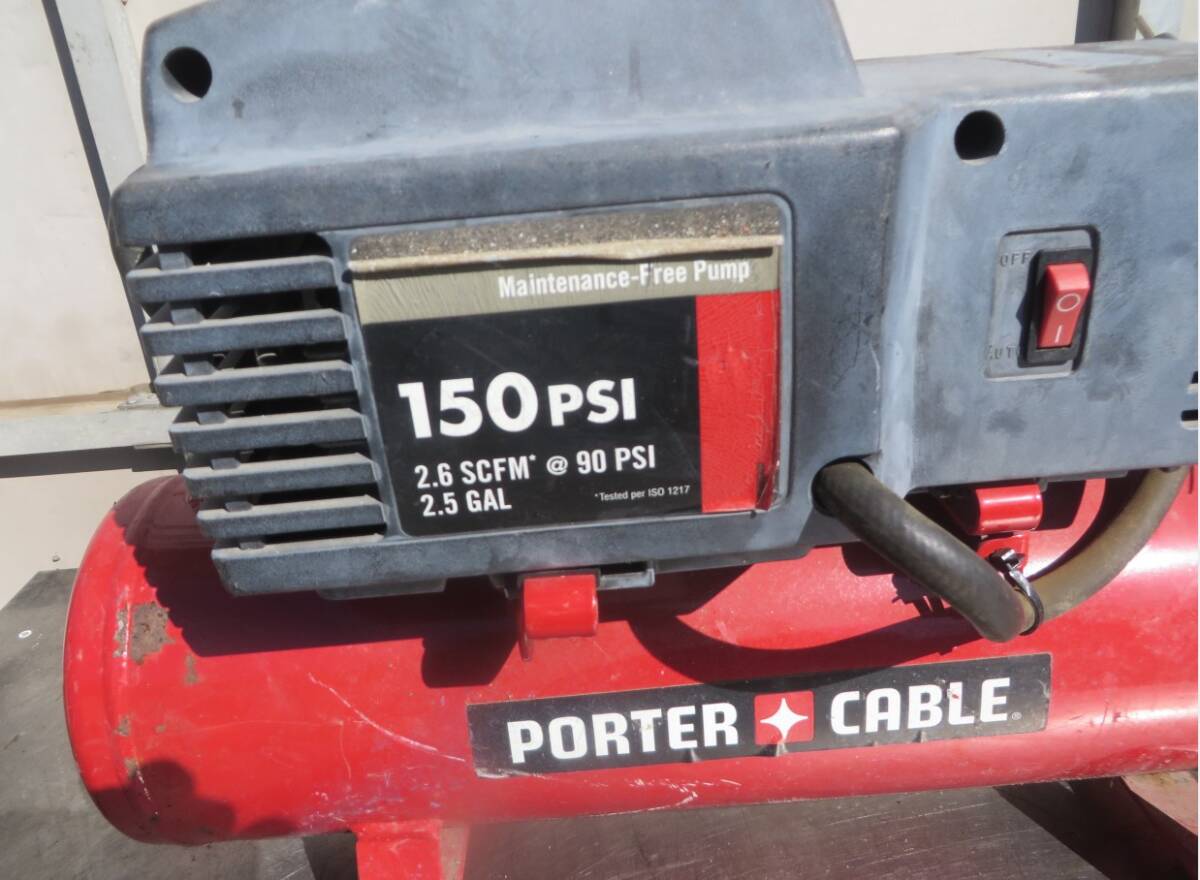 Maintenance-Free Pump
150 PSI
2.6 SCFM* @ 90 PSI
2.5 GAL
*Tested per ISO 1217
OFF
AUTO
PORTER CABLE®